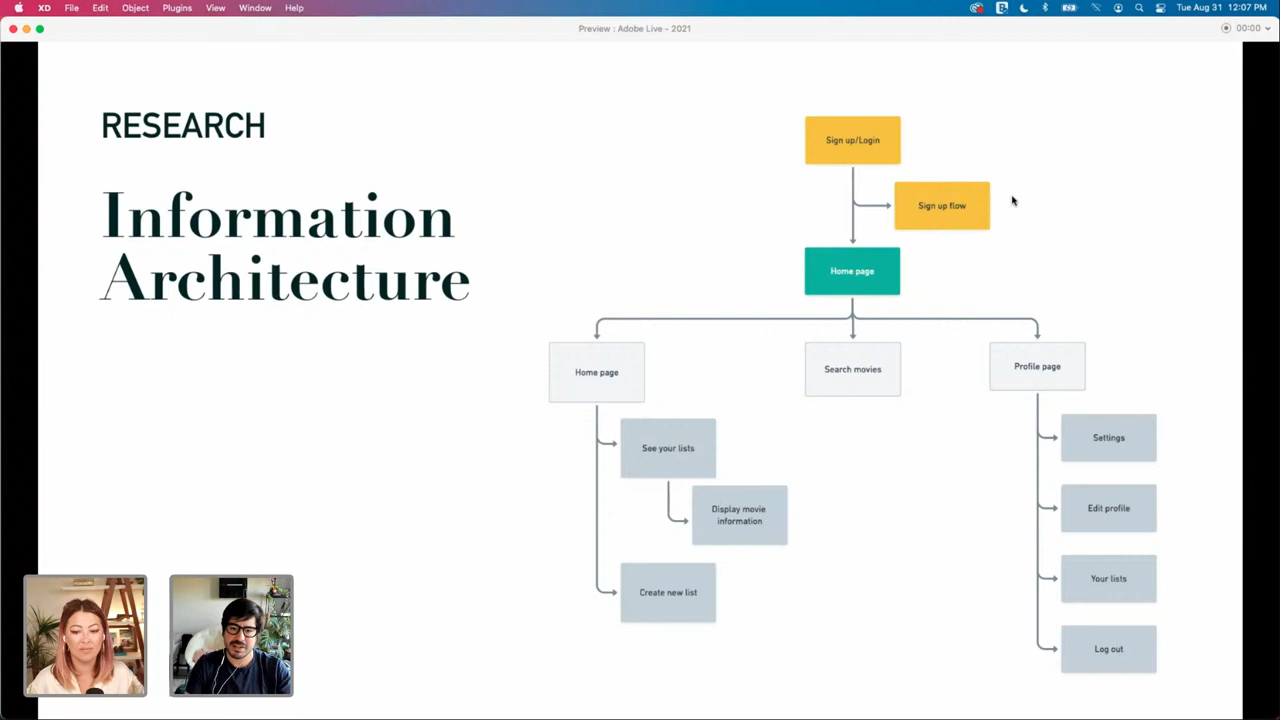 XD File Edit Object Plugins View Window Help Tue Aug 31 12:07 PM
Preview : Adobe Live - 2021
00:00
RESEARCH
Information
Architecture
Sign up/Login
Sign up flow
Home page
Home page
Search movies
Profile page
See your lists
Display movie
information
Create new list
Settings
Edit profile
Your lists
Log out